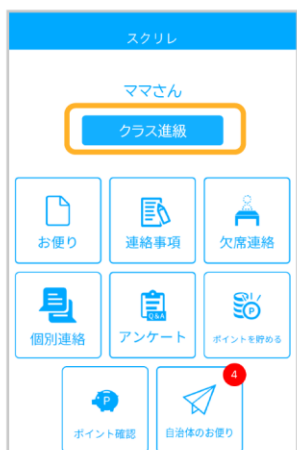 スクリレ
ママさん
クラス進級
お便り
連絡事項
欠席連絡
Q&A
個別連絡
アンケート
P
ポイントを貯める
4
P
ポイント確認
自治体のお便り